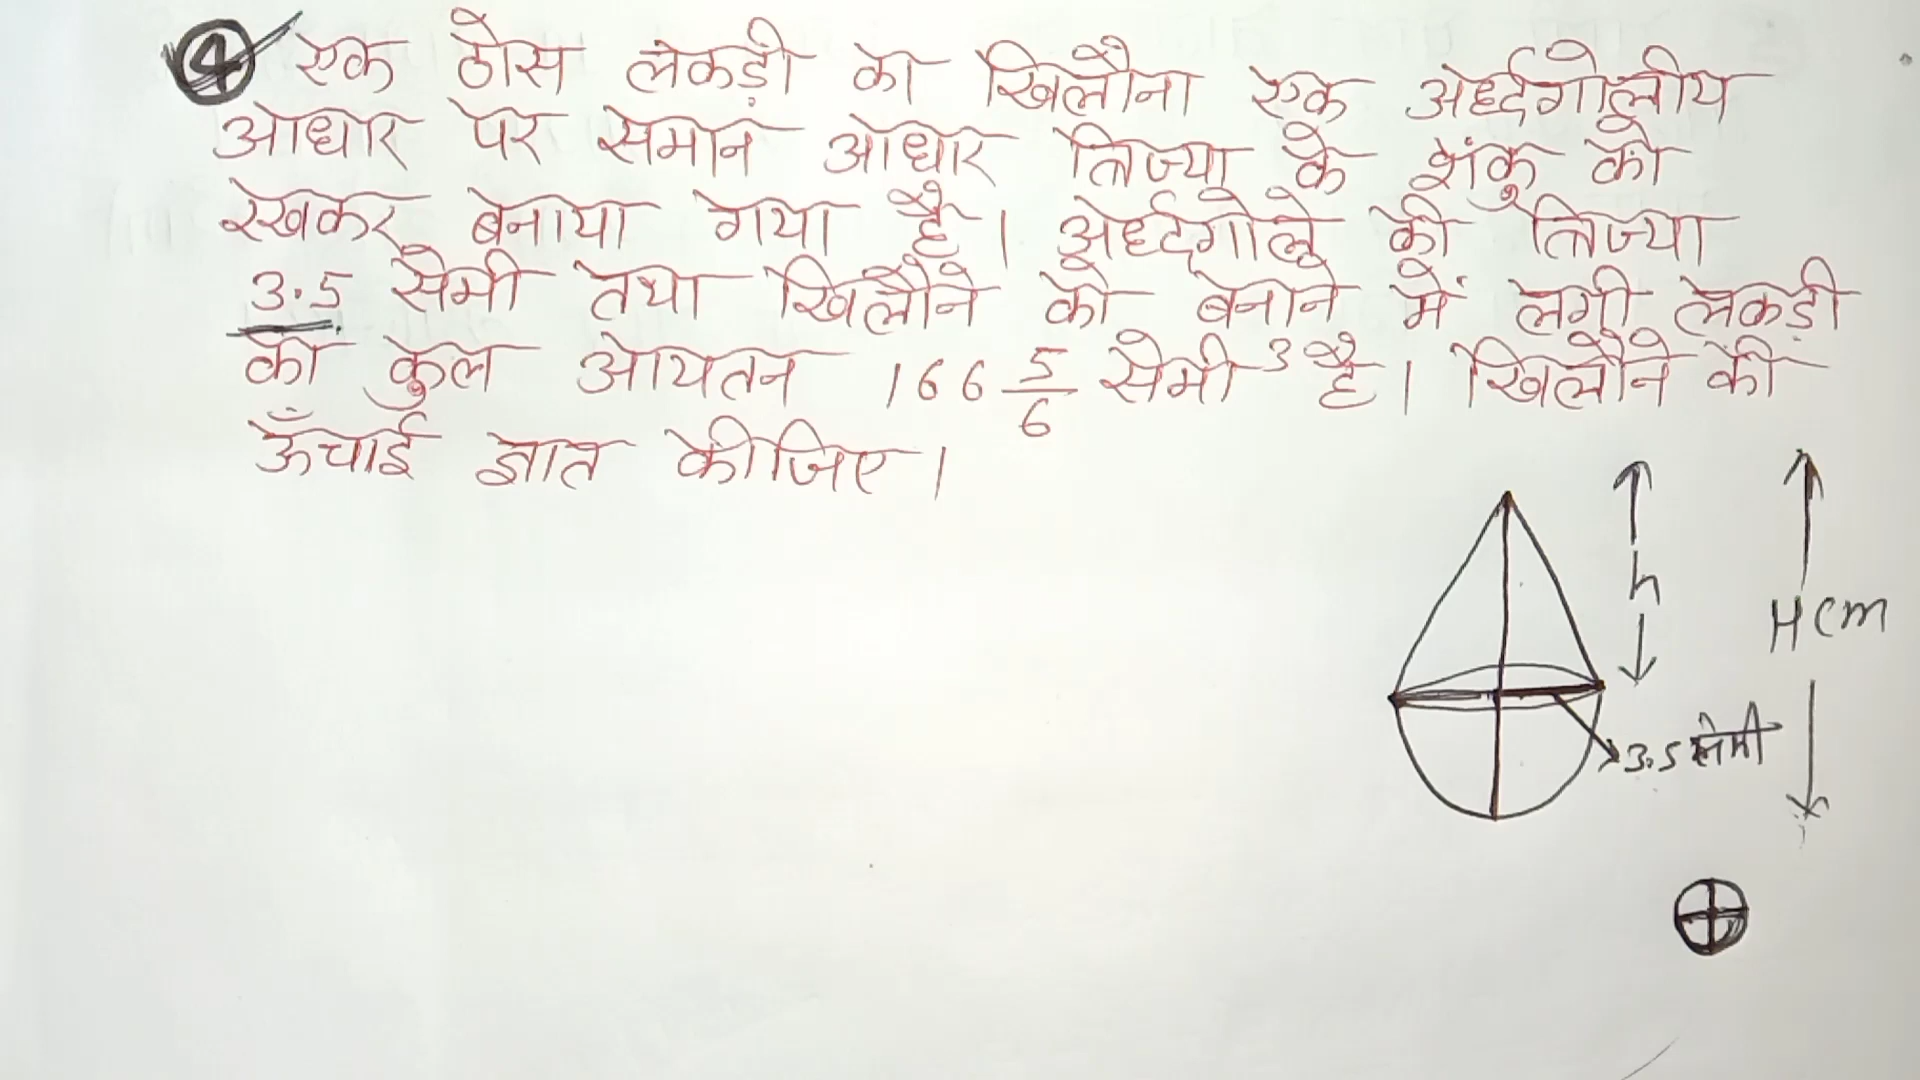 ④ एक ठोस लकड़ी का खिलौना एक अर्द्धगोलीय
आधार पर समान आधार त्रिज्या के शंकु को
रखकर बनाया गया है। अर्द्धगोले की त्रिज्या
3.5 सेमी तथा खिलौने को बनाने में लगी लकड़ी
का कुल आयतन 166 5/6 सेमी³ है। खिलौने की
ऊँचाई ज्ञात कीजिए।
h
H cm
3.5 सेमी